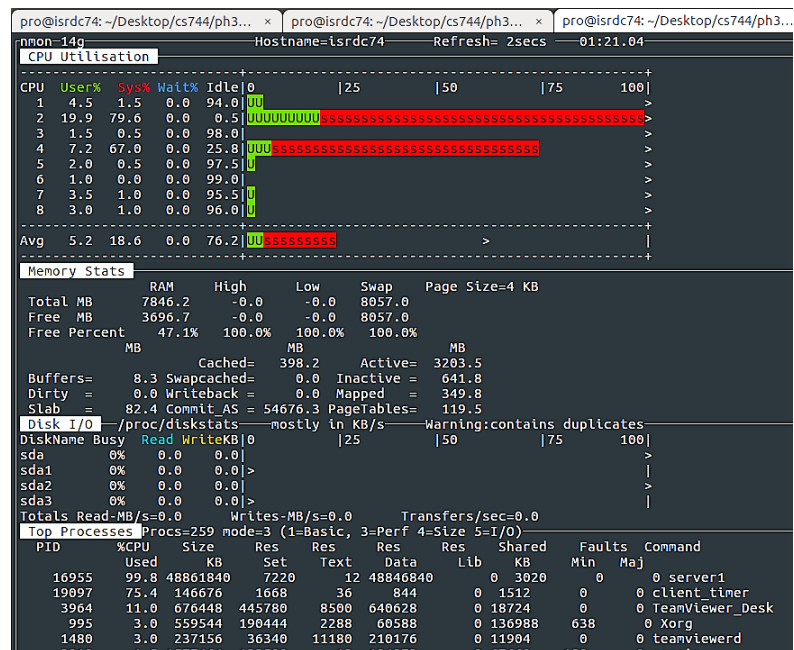 pro@isrdc74: ~/Desktop/cs744/ph3... × pro@isrdc74: ~/Desktop/cs744/ph3... × pro@isrdc74: ~/Desktop/cs744/ph3...
nmon-14g Hostname=isrdc74 Refresh= 2secs 01:21.04
CPU Utilisation
CPU User% Sys% Wait% Idle|0 |25 |50 |75 100|
1 4.5 1.5 0.0 94.0|UU >
2 19.9 79.6 0.0 0.5|UUUUUUUUUssssssssssssssssssssssssssssssssssssssss>
3 1.5 0.5 0.0 98.0| >
4 7.2 67.0 0.0 25.8|UUUsssssssssssssssssssssssssssssssss >
5 2.0 0.5 0.0 97.5|U >
6 1.0 0.0 0.0 99.0| >
7 3.5 1.0 0.0 95.5|U >
8 3.0 1.0 0.0 96.0|U >
Avg 5.2 18.6 0.0 76.2|UUsssssssss > |
Memory Stats
RAM High Low Swap Page Size=4 KB
Total MB 7846.2 -0.0 -0.0 8057.0
Free MB 3696.7 -0.0 -0.0 8057.0
Free Percent 47.1% 100.0% 100.0% 100.0%
MB MB MB
Cached= 398.2 Active= 3203.5
Buffers= 8.3 Swapcached= 0.0 Inactive = 641.8
Dirty = 0.0 Writeback = 0.0 Mapped = 349.8
Slab = 82.4 Commit_AS = 54676.3 PageTables= 119.5
Disk I/O /proc/diskstats mostly in KB/s Warning:contains duplicates
DiskName Busy Read WriteKB|0 |25 |50 |75 100|
sda 0% 0.0 0.0| >
sda1 0% 0.0 0.0|> |
sda2 0% 0.0 0.0| >
sda3 0% 0.0 0.0|> |
Totals Read-MB/s=0.0 Writes-MB/s=0.0 Transfers/sec=0.0
Top Processes Procs=259 mode=3 (1=Basic, 3=Perf 4=Size 5=I/O)
PID %CPU Size Res Res Res Res Shared Faults Command
Used KB Set Text Data Lib KB Min Maj
16955 99.8 48861840 7220 12 48846840 0 3020 0 0 server1
19097 75.4 146676 1668 36 844 0 1512 0 0 client_timer
3964 11.0 676448 445780 8500 640628 0 18724 0 0 TeamViewer_Desk
995 3.0 559544 190444 2288 60588 0 136988 638 0 Xorg
1480 3.0 237156 36340 11180 210176 0 11904 0 0 teamviewerd